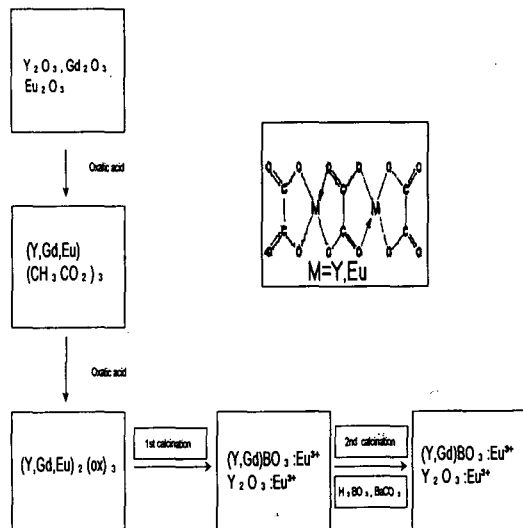 Y₂O₃, Gd₂O₃
Eu₂O₃
Oxalic acid
(Y,Gd,Eu)
(CH₃CO₂)₃
Oxalic acid
(Y,Gd,Eu)₂(ox)₃
1st calcination
(Y,Gd)BO₃:Eu³⁺
Y₂O₃:Eu³⁺
2nd calcination
H₃BO₃, BaCO₃
(Y,Gd)BO₃:Eu³⁺
Y₂O₃:Eu³⁺
O O O O O O
C C C
M M
C C C
O O O O O O
M=Y,Eu